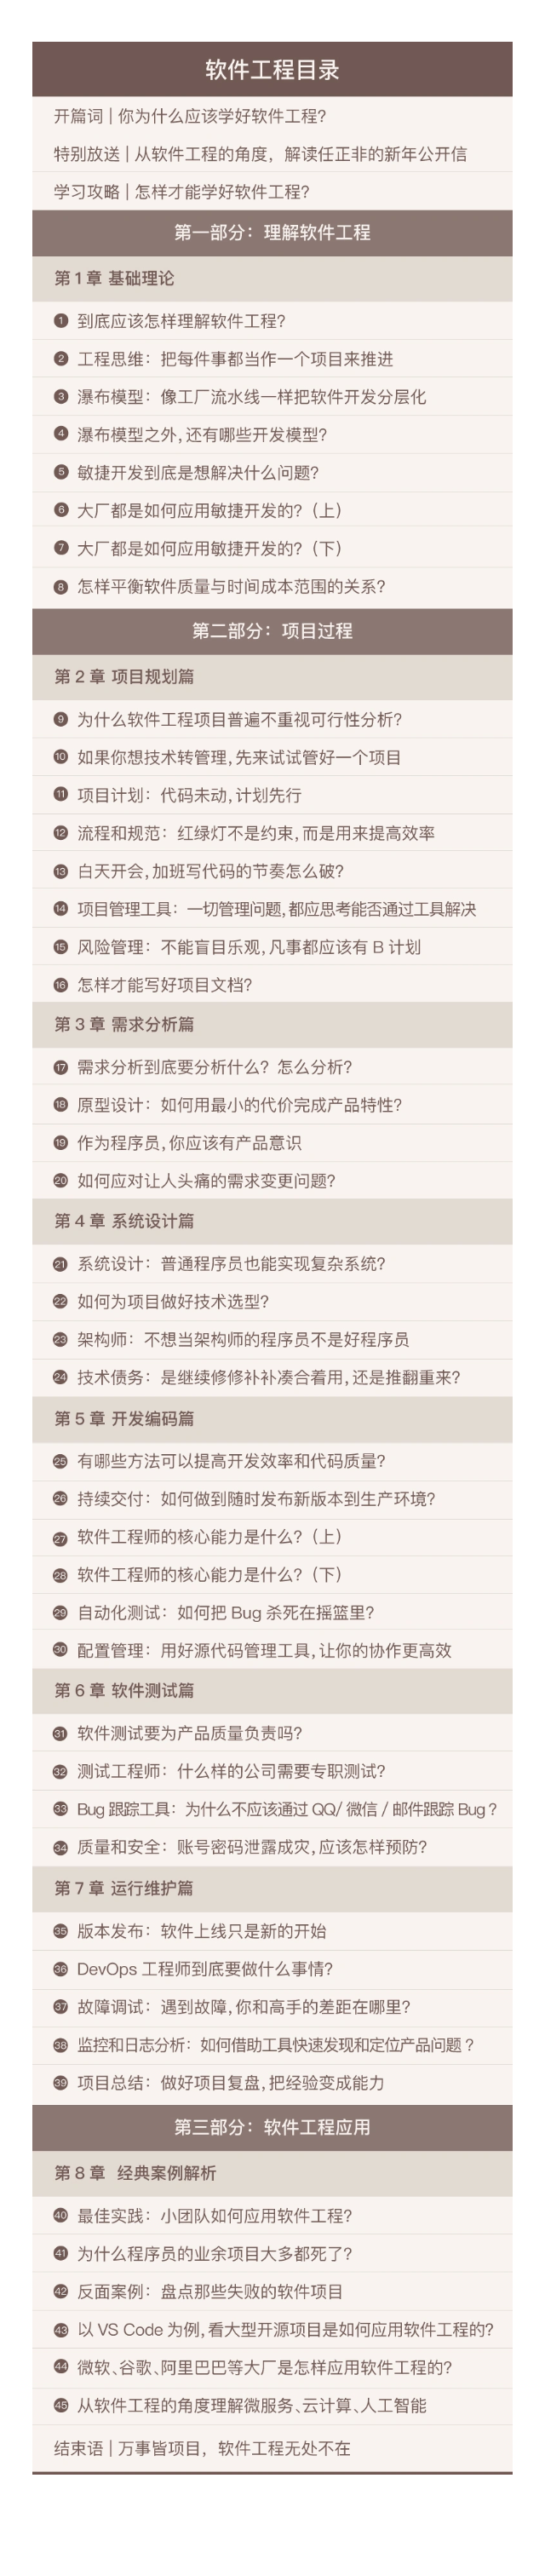 软件工程目录
开篇词 | 你为什么应该学好软件工程?
特别放送 | 从软件工程的角度，解读任正非的新年公开信
学习攻略 | 怎样才能学好软件工程?
第一部分：理解软件工程
第 1 章 基础理论
1 到底应该怎样理解软件工程?
2 工程思维：把每件事都当作一个项目来推进
3 瀑布模型：像工厂流水线一样把软件开发分层化
4 瀑布模型之外,还有哪些开发模型?
5 敏捷开发到底是想解决什么问题?
6 大厂都是如何应用敏捷开发的?（上）
7 大厂都是如何应用敏捷开发的?（下）
8 怎样平衡软件质量与时间成本范围的关系?
第二部分：项目过程
第 2 章 项目规划篇
9 为什么软件工程项目普遍不重视可行性分析?
10 如果你想技术转管理,先来试试管好一个项目
11 项目计划：代码未动,计划先行
12 流程和规范：红绿灯不是约束,而是用来提高效率
13 白天开会,加班写代码的节奏怎么破?
14 项目管理工具：一切管理问题,都应思考能否通过工具解决
15 风险管理：不能盲目乐观,凡事都应该有 B 计划
16 怎样才能写好项目文档?
第 3 章 需求分析篇
17 需求分析到底要分析什么? 怎么分析?
18 原型设计：如何用最小的代价完成产品特性?
19 作为程序员,你应该有产品意识
20 如何应对让人头痛的需求变更问题?
第 4 章 系统设计篇
21 系统设计：普通程序员也能实现复杂系统?
22 如何为项目做好技术选型?
23 架构师：不想当架构师的程序员不是好程序员
24 技术债务：是继续修修补补凑合着用,还是推翻重来?
第 5 章 开发编码篇
25 有哪些方法可以提高开发效率和代码质量?
26 持续交付：如何做到随时发布新版本到生产环境?
27 软件工程师的核心能力是什么?（上）
28 软件工程师的核心能力是什么?（下）
29 自动化测试：如何把 Bug 杀死在摇篮里?
30 配置管理：用好源代码管理工具,让你的协作更高效
第 6 章 软件测试篇
31 软件测试要为产品质量负责吗?
32 测试工程师：什么样的公司需要专职测试?
33 Bug 跟踪工具：为什么不应该通过 QQ/ 微信 / 邮件跟踪 Bug ?
34 质量和安全：账号密码泄露成灾,应该怎样预防?
第 7 章 运行维护篇
35 版本发布：软件上线只是新的开始
36 DevOps 工程师到底要做什么事情?
37 故障调试：遇到故障,你和高手的差距在哪里?
38 监控和日志分析：如何借助工具快速发现和定位产品问题 ?
39 项目总结：做好项目复盘,把经验变成能力
第三部分：软件工程应用
第 8 章 经典案例解析
40 最佳实践：小团队如何应用软件工程?
41 为什么程序员的业余项目大多都死了?
42 反面案例：盘点那些失败的软件项目
43 以 VS Code 为例,看大型开源项目是如何应用软件工程的?
44 微软、谷歌、阿里巴巴等大厂是怎样应用软件工程的?
45 从软件工程的角度理解微服务、云计算、人工智能
结束语 | 万事皆项目，软件工程无处不在